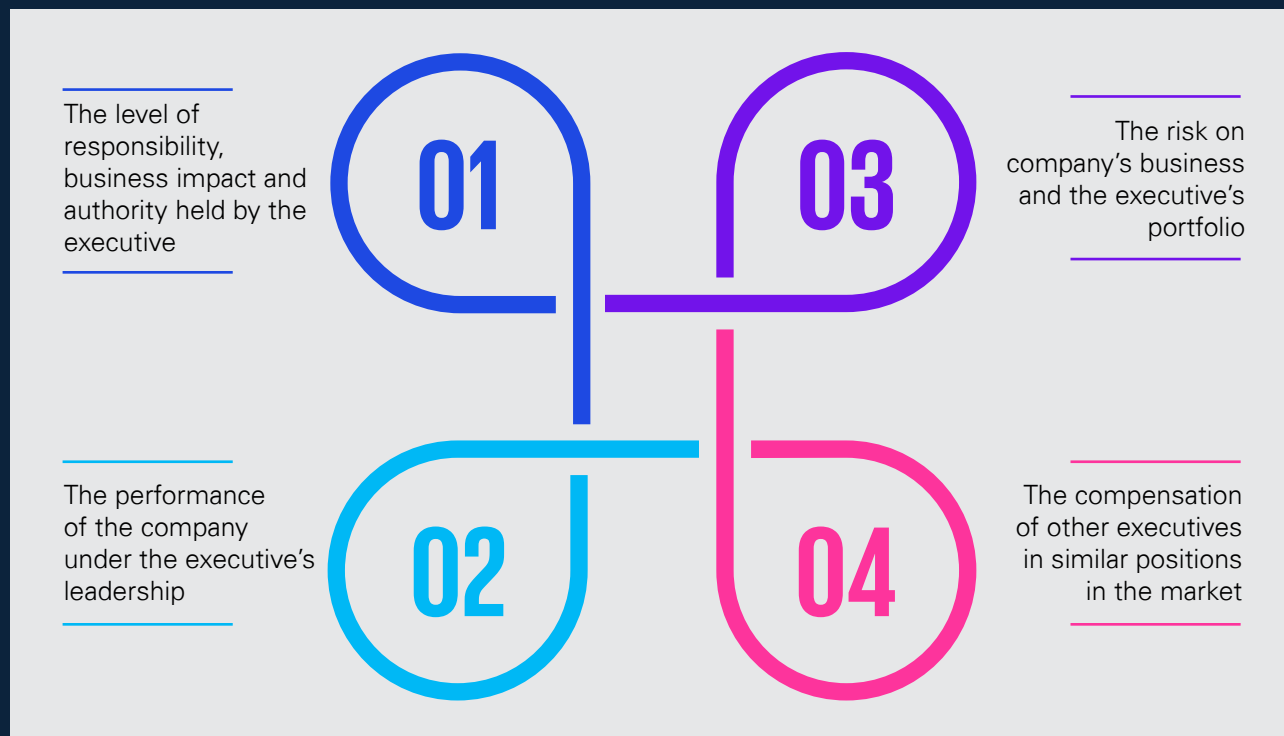 01
The level of
responsibility,
business impact and
authority held by the
executive
02
The performance
of the company
under the executive's
leadership
03
The risk on
company's business
and the executive's
portfolio
04
The compensation
of other executives
in similar positions
in the market